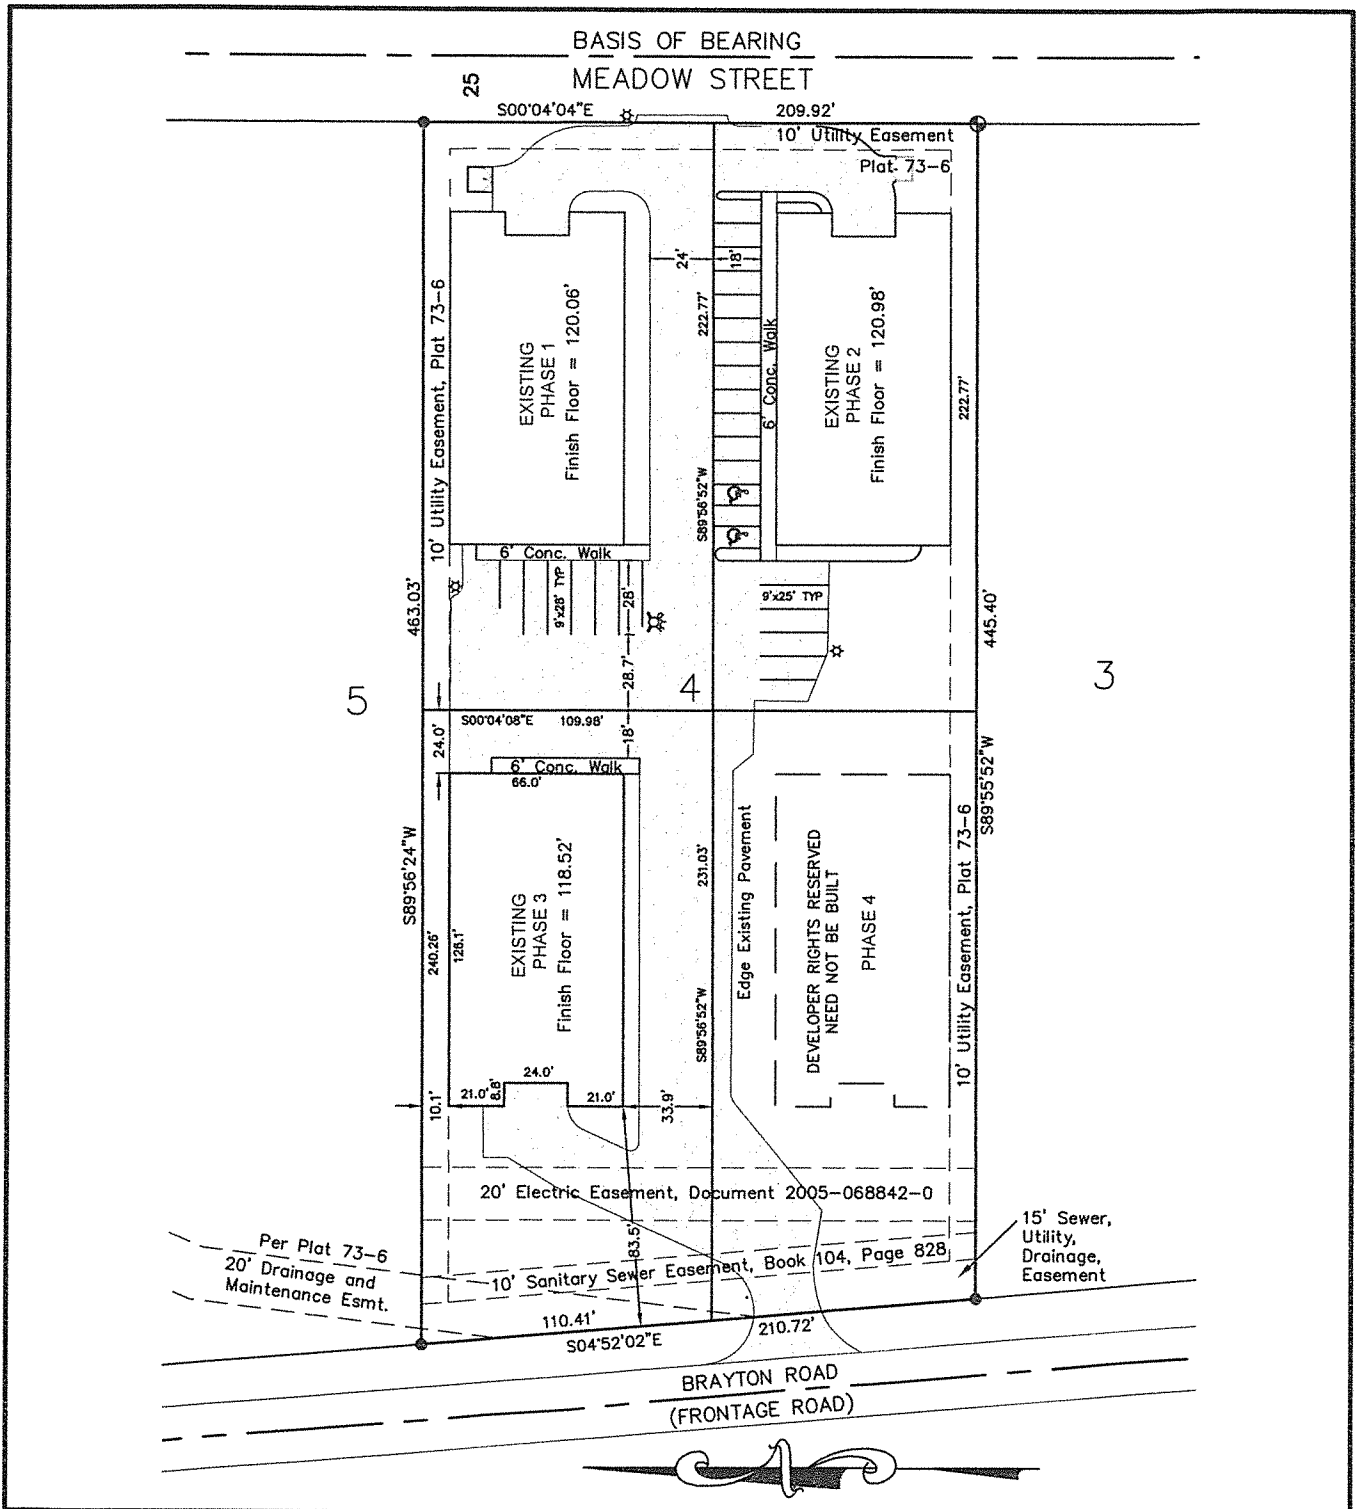 BASIS OF BEARING
MEADOW STREET
25
S00°04'04"E
209.92'
10' Utility Easement
Plat 73-6
10' Utility Easement, Plat 73-6
EXISTING
PHASE 1
Finish Floor = 120.06'
24'
18'
222.77'
6' Conc. Walk
EXISTING
PHASE 2
Finish Floor = 120.98'
222.77'
S89°56'52"W
6' Conc. Walk
463.03'
9'x28' TYP
28'
9'x25' TYP
445.40'
28.7'
5
4
3
S00°04'08"E
109.98'
24.0'
18'
6' Conc. Walk
66.0'
S89°56'24"W
240.26'
126.1'
EXISTING
PHASE 3
Finish Floor = 118.52'
231.03'
S89°56'52"W
Edge Existing Pavement
DEVELOPER RIGHTS RESERVED
NEED NOT BE BUILT
PHASE 4
10' Utility Easement, Plat 73-6
S89°55'52"W
10.1'
21.0'
8.8'
24.0'
21.0'
33.9'
20' Electric Easement, Document 2005-068842-0
83.5'
15' Sewer,
Utility,
Drainage,
Easement
Per Plat 73-6
20' Drainage and
Maintenance Esmt.
10' Sanitary Sewer Easement, Book 104, Page 828
110.41'
210.72'
S04°52'02"E
BRAYTON ROAD
(FRONTAGE ROAD)
N